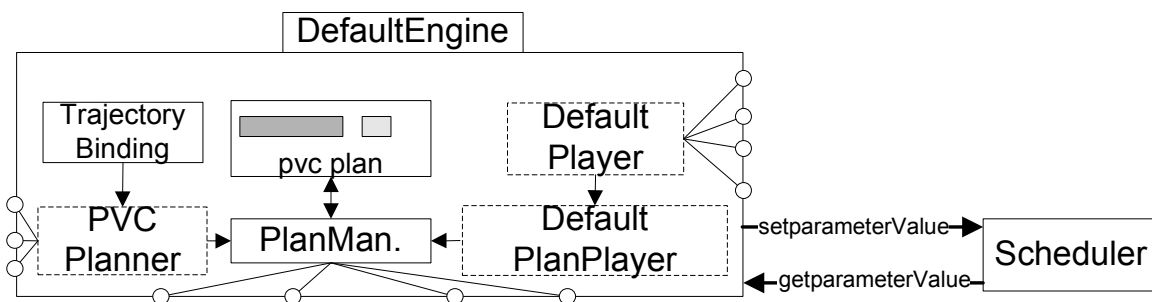 DefaultEngine
Trajectory
Binding
pvc plan
Default
Player
PVC
Planner
PlanMan.
Default
PlanPlayer
setparameterValue
getparameterValue
Scheduler